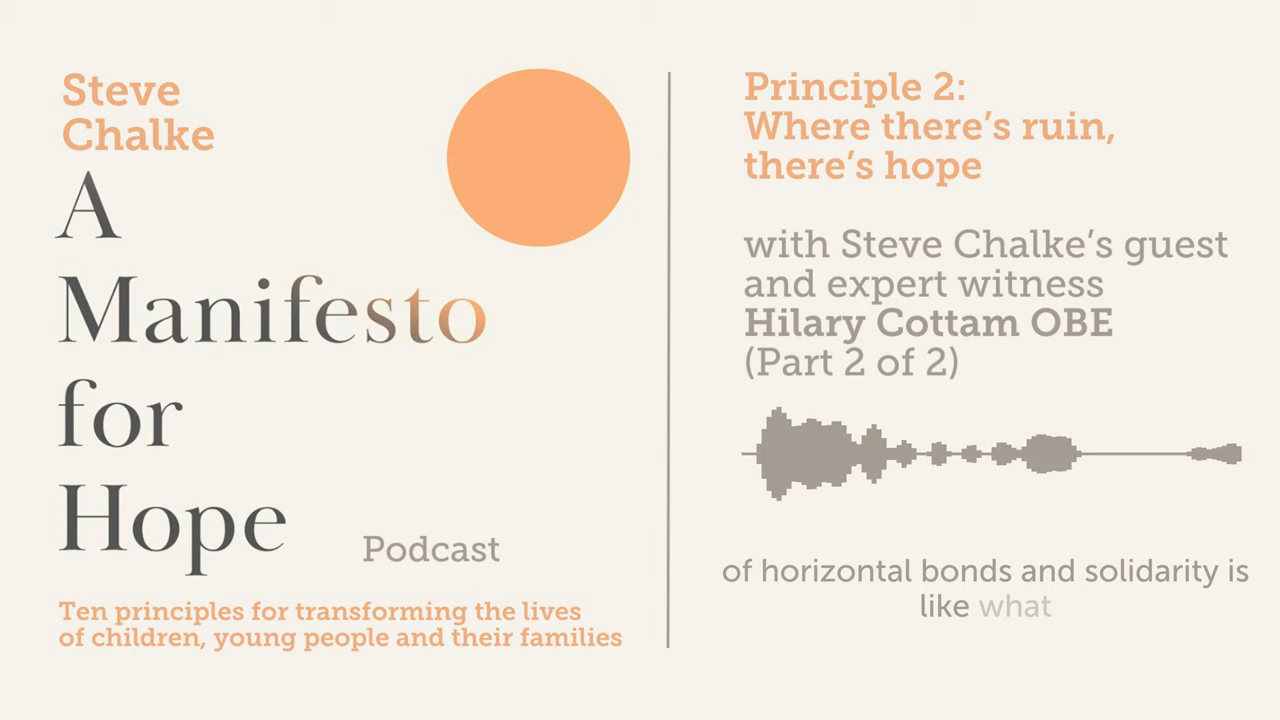 Steve
Chalke
A
Manifesto
for
Hope
Podcast
Ten principles for transforming the lives
of children, young people and their families
Principle 2:
Where there’s ruin,
there’s hope
with Steve Chalke’s guest
and expert witness
Hilary Cottam OBE
(Part 2 of 2)
of horizontal bonds and solidarity is
like what